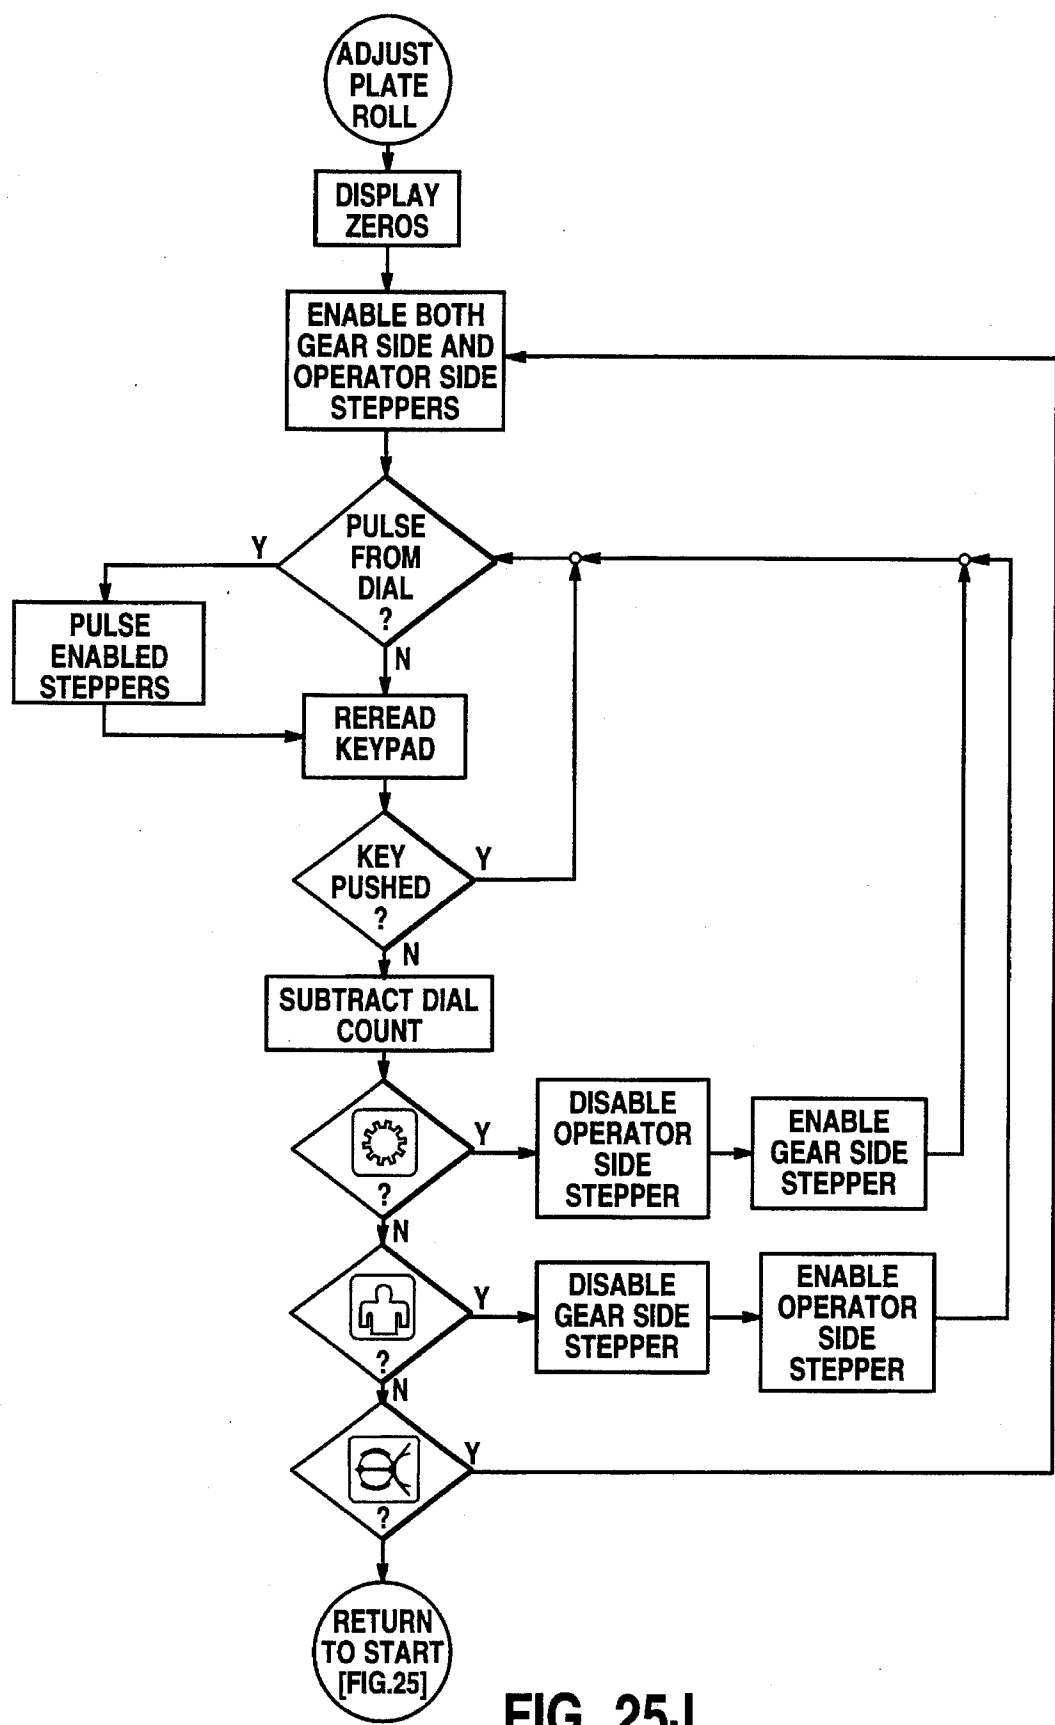 ADJUST
PLATE
ROLL
DISPLAY
ZEROS
ENABLE BOTH
GEAR SIDE AND
OPERATOR SIDE
STEPPERS
PULSE
FROM
DIAL
?
Y
N
PULSE
ENABLED
STEPPERS
REREAD
KEYPAD
KEY
PUSHED
?
Y
N
SUBTRACT DIAL
COUNT
?
Y
N
DISABLE
OPERATOR
SIDE
STEPPER
ENABLE
GEAR SIDE
STEPPER
?
Y
N
DISABLE
GEAR SIDE
STEPPER
ENABLE
OPERATOR
SIDE
STEPPER
?
Y
RETURN
TO START
[FIG.25]
FIG. 25J